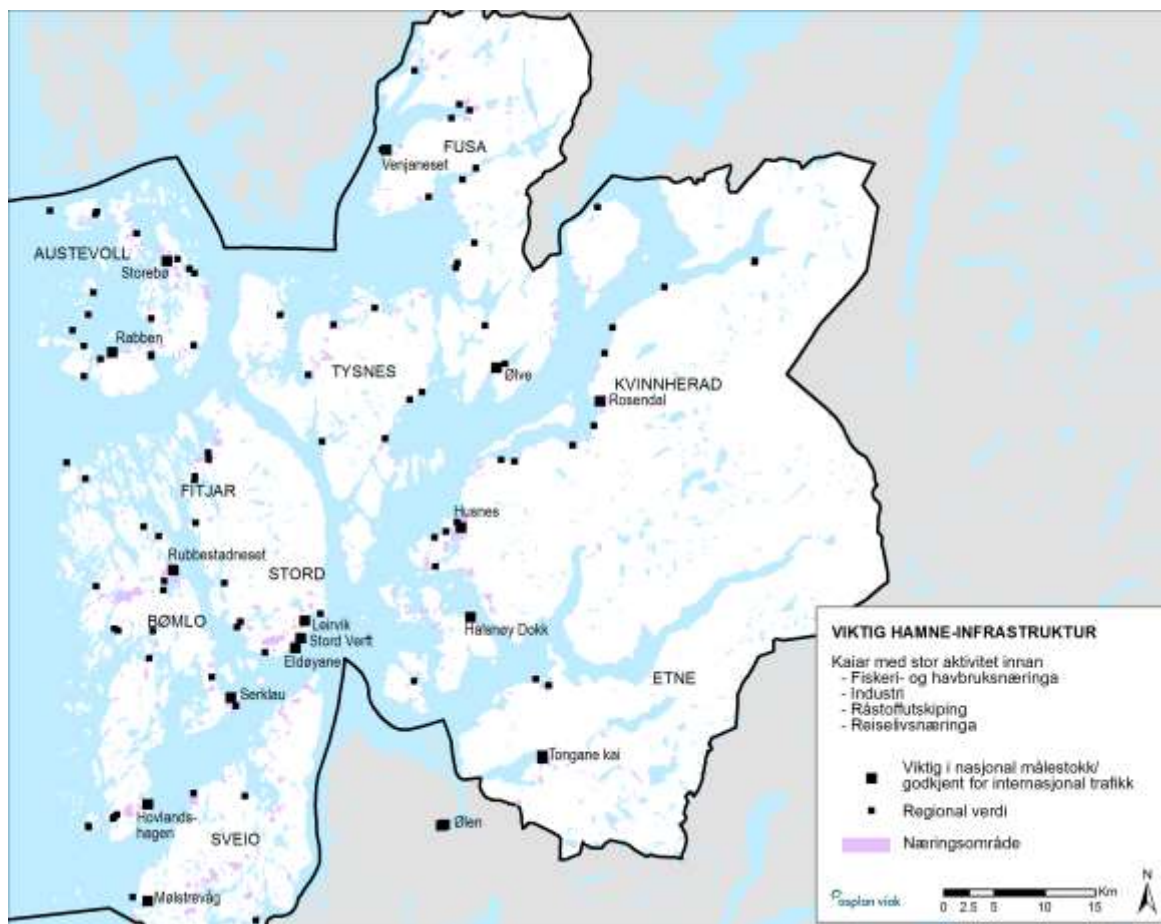 FUSA
Venjaneset
AUSTEVOLL
Storebø
Rabben
TYSNES
Ølve
KVINNHERAD
Rosendal
FITJAR
Husnes
Rubbestadneset
STORD
BØMLO
Leirvik
Stord Verft
Eldøyane
Halsnøy Dokk
Serklau
ETNE
Tongane kai
Hovlands-
hagen
SVEIO
Ølen
Mølstrevåg
VIKTIG HAMNE-INFRASTRUKTUR
Kaiar med stor aktivitet innan
- Fiskeri- og havbruksnæringa
- Industri
- Råstoffutskiping
- Reiselivsnæringa
Viktig i nasjonal målestokk/
godkjent for internasjonal trafikk
Regional verdi
Næringsområde
asplan viak
N
Km
0 2.5 5 10 15